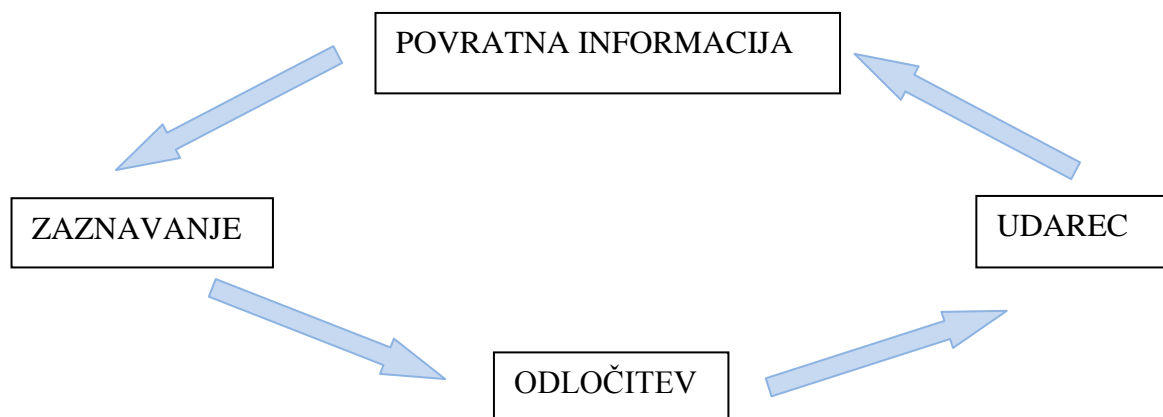 POVRATNA INFORMACIJA
ZAZNAVANJE
UDAREC
ODLOČITEV